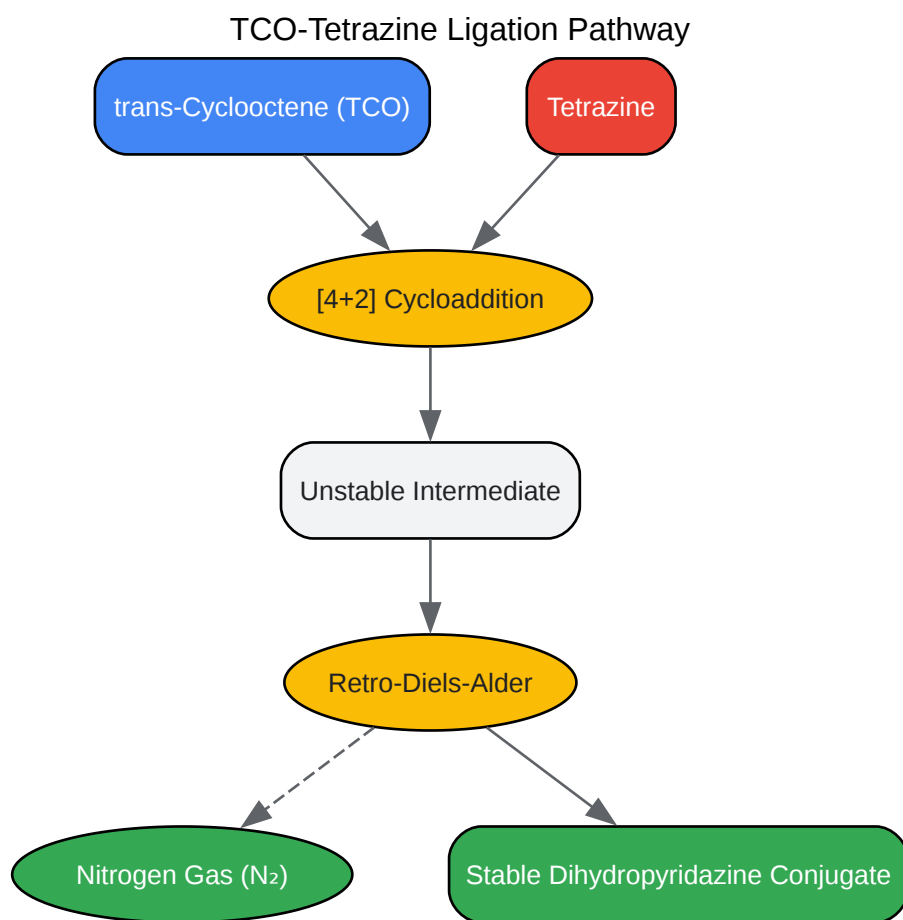 TCO-Tetrazine Ligation Pathway
trans-Cyclooctene (TCO)
Tetrazine
[4+2] Cycloaddition
Unstable Intermediate
Retro-Diels-Alder
Nitrogen Gas (N₂)
Stable Dihydropyridazine Conjugate